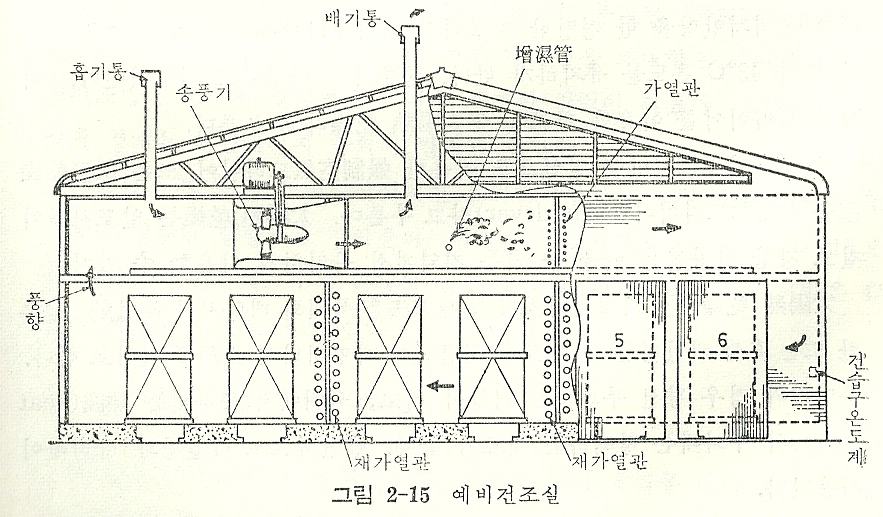 배기통
흡기통
송풍기
增濕管
가열관
풍향
5
6
건습구온도계
재가열관
재가열관
그림 2-15 예비건조실